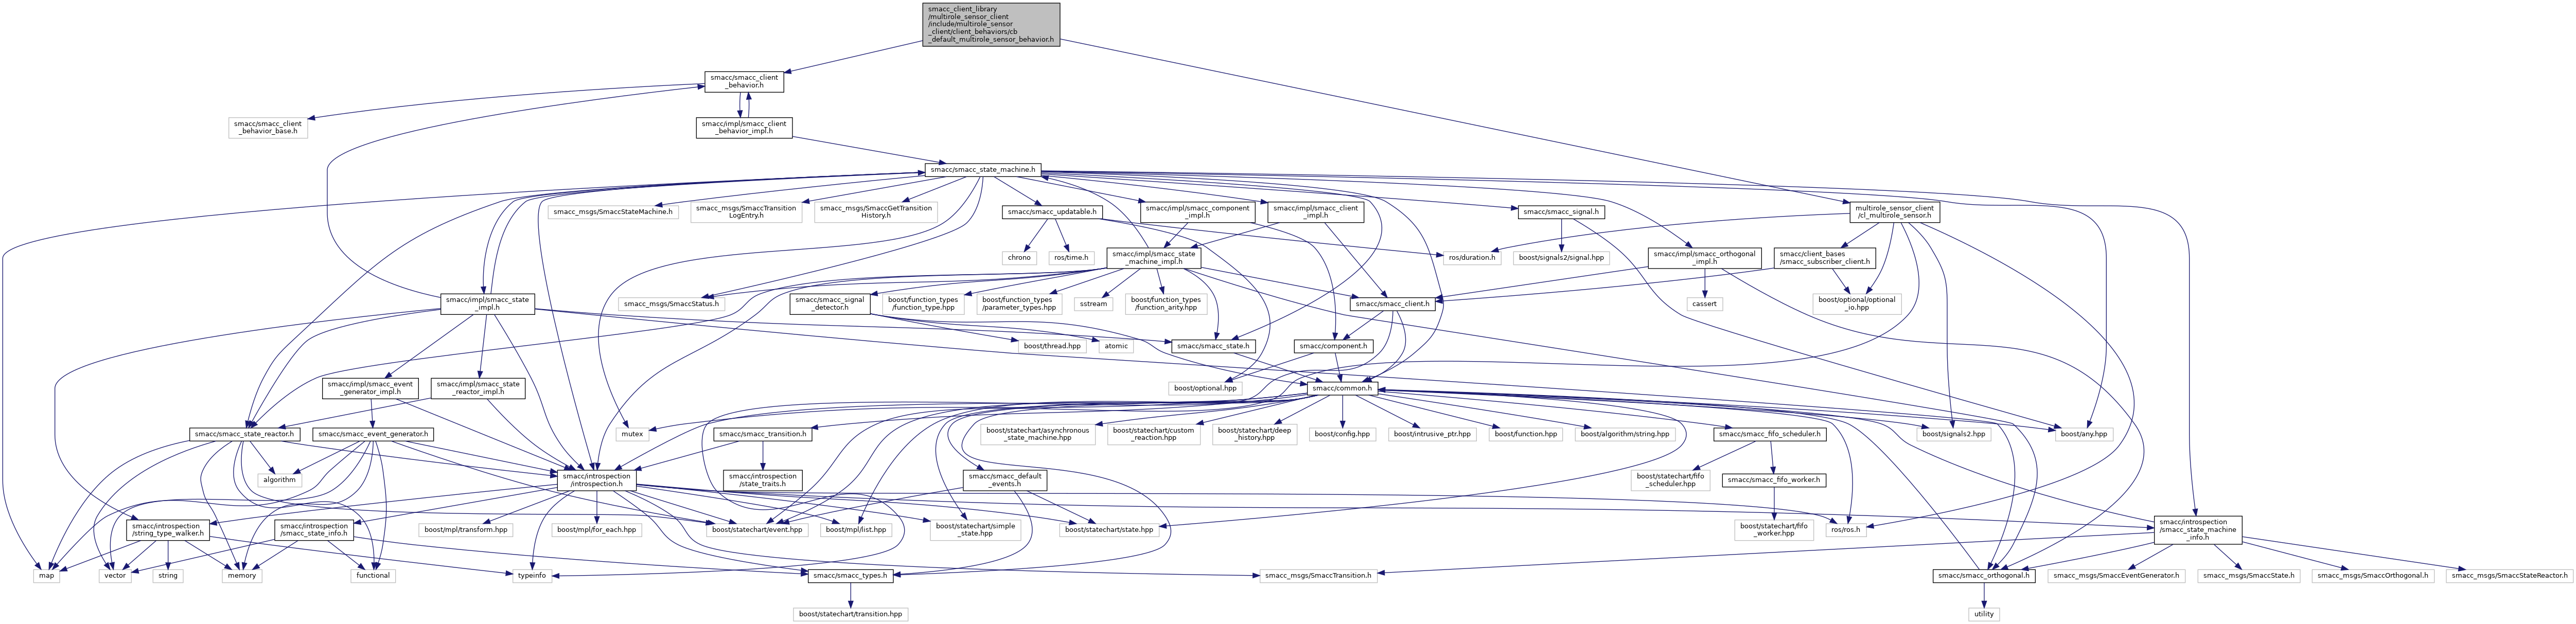 smacc_client_library
/multirole_sensor_client
/include/multirole_sensor
_client/client_behaviors/cb
_default_multirole_sensor_behavior.h
smacc/smacc_client
_behavior.h
smacc/smacc_client
_behavior_base.h
smacc/impl/smacc_client
_behavior_impl.h
smacc/smacc_state_machine.h
smacc_msgs/SmaccStateMachine.h
smacc_msgs/SmaccTransition
LogEntry.h
smacc_msgs/SmaccGetTransition
History.h
smacc/smacc_updatable.h
smacc/impl/smacc_component
_impl.h
smacc/impl/smacc_client
_impl.h
smacc/smacc_signal.h
multirole_sensor_client
/cl_multirole_sensor.h
chrono
ros/time.h
smacc/impl/smacc_state
_machine_impl.h
ros/duration.h
boost/signals2/signal.hpp
smacc/impl/smacc_orthogonal
_impl.h
smacc/client_bases
/smacc_subscriber_client.h
smacc/impl/smacc_state
_impl.h
smacc_msgs/SmaccStatus.h
smacc/smacc_signal
_detector.h
boost/function_types
/function_type.hpp
boost/function_types
/parameter_types.hpp
sstream
boost/function_types
/function_arity.hpp
smacc/smacc_client.h
cassert
boost/optional/optional
_io.hpp
boost/thread.hpp
atomic
smacc/smacc_state.h
smacc/component.h
smacc/impl/smacc_event
_generator_impl.h
smacc/impl/smacc_state
_reactor_impl.h
boost/optional.hpp
smacc/common.h
smacc/smacc_state_reactor.h
smacc/smacc_event_generator.h
mutex
smacc/smacc_transition.h
boost/statechart/asynchronous
_state_machine.hpp
boost/statechart/custom
_reaction.hpp
boost/statechart/deep
_history.hpp
boost/config.hpp
boost/intrusive_ptr.hpp
boost/function.hpp
boost/algorithm/string.hpp
smacc/smacc_fifo_scheduler.h
boost/signals2.hpp
boost/any.hpp
algorithm
smacc/introspection
/introspection.h
smacc/introspection
/state_traits.h
smacc/smacc_default
_events.h
boost/statechart/fifo
_scheduler.hpp
smacc/smacc_fifo_worker.h
smacc/introspection
/string_type_walker.h
smacc/introspection
/smacc_state_info.h
boost/mpl/transform.hpp
boost/mpl/for_each.hpp
boost/statechart/event.hpp
boost/mpl/list.hpp
boost/statechart/simple
_state.hpp
boost/statechart/state.hpp
boost/statechart/fifo
_worker.hpp
ros/ros.h
smacc/introspection
/smacc_state_machine
_info.h
map
vector
string
memory
functional
typeinfo
smacc/smacc_types.h
smacc_msgs/SmaccTransition.h
smacc/smacc_orthogonal.h
smacc_msgs/SmaccEventGenerator.h
smacc_msgs/SmaccState.h
smacc_msgs/SmaccOrthogonal.h
smacc_msgs/SmaccStateReactor.h
boost/statechart/transition.hpp
utility